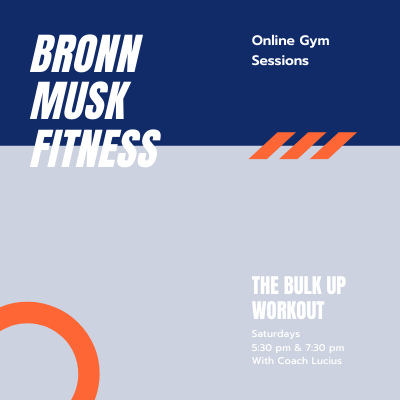 BRONN
MUSK
FITNESS
Online Gym
Sessions
THE BULK UP
WORKOUT
Saturdays
5:30 pm & 7:30 pm
With Coach Lucius